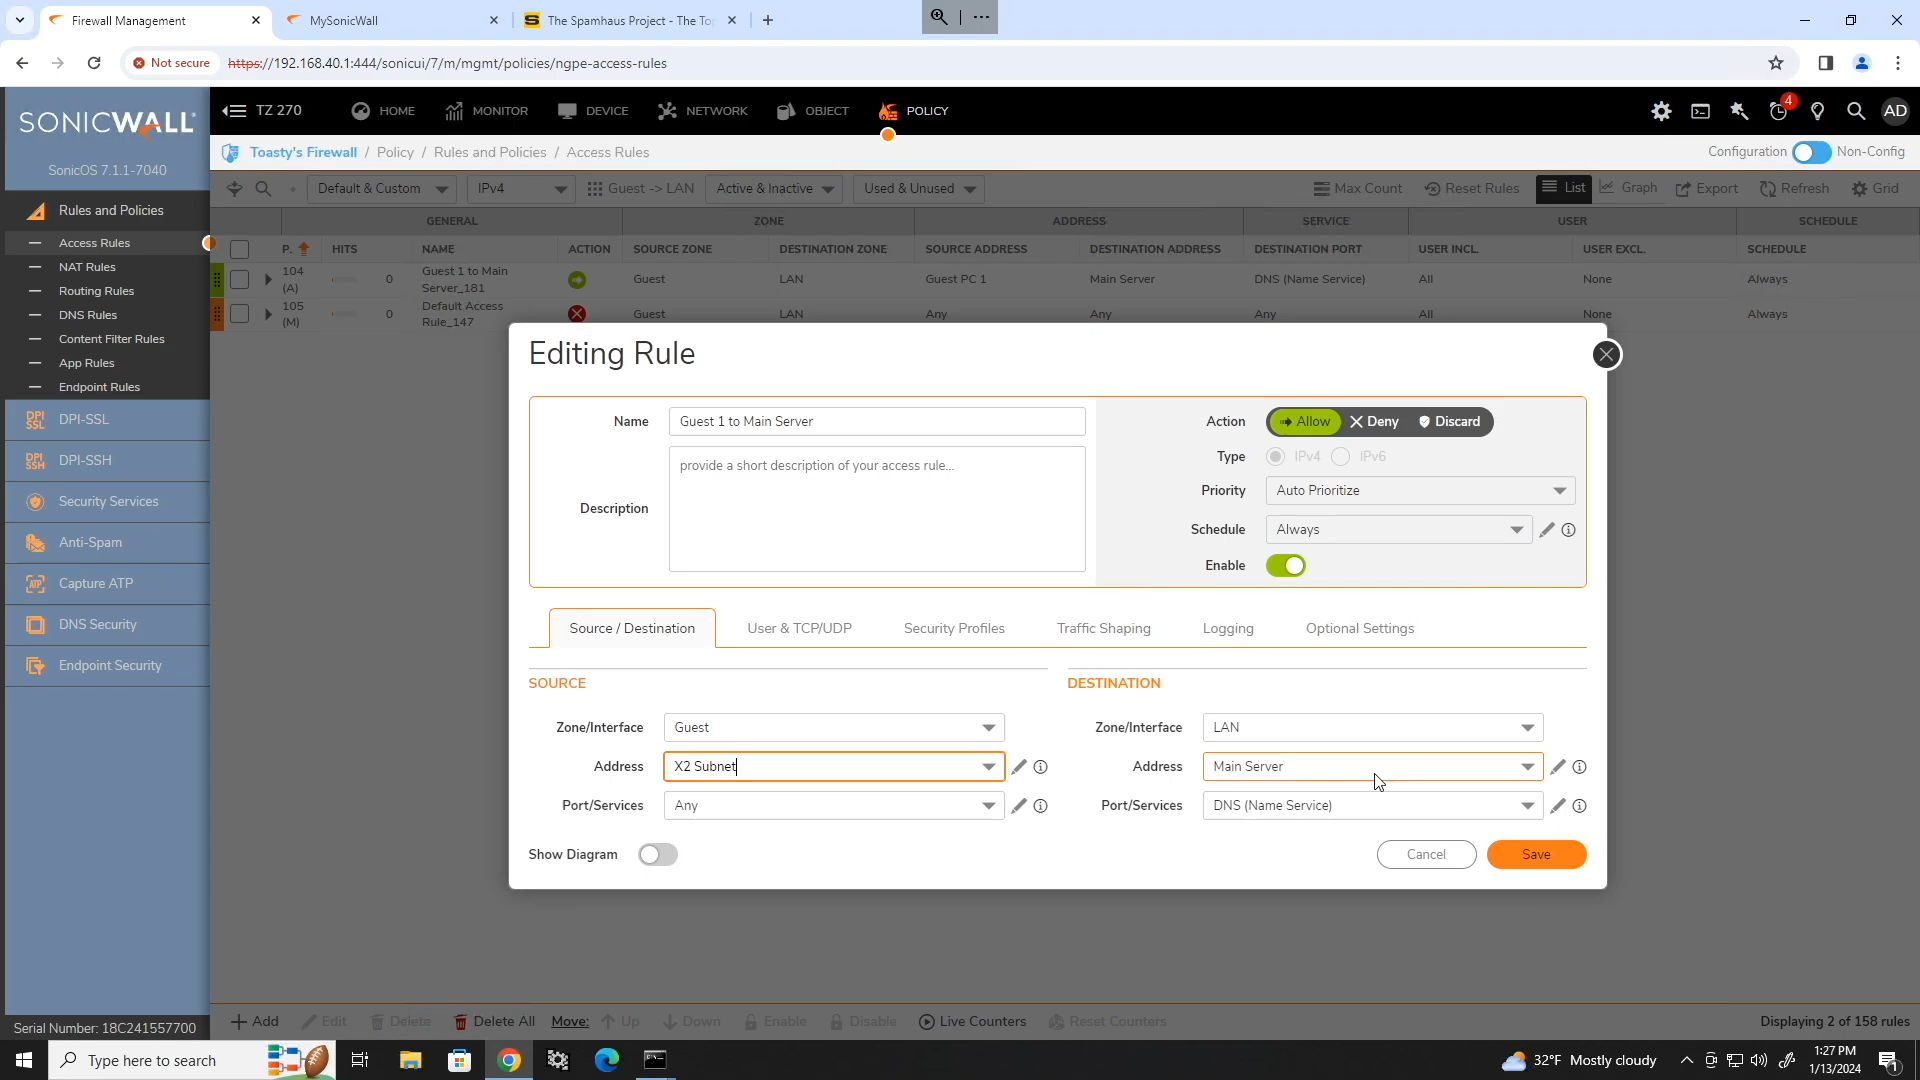 Firewall Management
MySonicWall
The Spamhaus Project - The To
Not secure
https://192.168.40.1:444/sonicui/7/m/mgmt/policies/ngpe-access-rules
SONICWALL
SonicOS 7.1.1-7040
TZ 270
HOME
MONITOR
DEVICE
NETWORK
OBJECT
POLICY
4
AD
Toasty's Firewall / Policy / Rules and Policies / Access Rules
Configuration
Non-Config
Default & Custom
IPv4
Guest -> LAN
Active & Inactive
Used & Unused
Max Count
Reset Rules
List
Graph
Export
Refresh
Grid
GENERAL
ZONE
ADDRESS
SERVICE
USER
SCHEDULE
P.
HITS
NAME
ACTION
SOURCE ZONE
DESTINATION ZONE
SOURCE ADDRESS
DESTINATION ADDRESS
DESTINATION PORT
USER INCL.
USER EXCL.
SCHEDULE
104
(A)
0
Guest 1 to Main
Server_181
Guest
LAN
Guest PC 1
Main Server
DNS (Name Service)
All
None
Always
105
(M)
0
Default Access
Rule_147
Guest
LAN
Any
Any
Any
All
None
Always
Rules and Policies
Access Rules
NAT Rules
Routing Rules
DNS Rules
Content Filter Rules
App Rules
Endpoint Rules
DPI SSL
DPI-SSL
DPI SSH
DPI-SSH
Security Services
Anti-Spam
ATP
Capture ATP
DNS Security
Endpoint Security
Serial Number: 18C241557700
Editing Rule
Name
Guest 1 to Main Server
Description
provide a short description of your access rule...
Action
Allow
Deny
Discard
Type
IPv4
IPv6
Priority
Auto Prioritize
Schedule
Always
Enable
Source / Destination
User & TCP/UDP
Security Profiles
Traffic Shaping
Logging
Optional Settings
SOURCE
Zone/Interface
Guest
Address
X2 Subnet
Port/Services
Any
DESTINATION
Zone/Interface
LAN
Address
Main Server
Port/Services
DNS (Name Service)
Show Diagram
Cancel
Save
Add
Edit
Delete
Delete All
Move:
Up
Down
Enable
Disable
Live Counters
Reset Counters
Displaying 2 of 158 rules
Type here to search
32°F Mostly cloudy
1:27 PM
1/13/2024
1